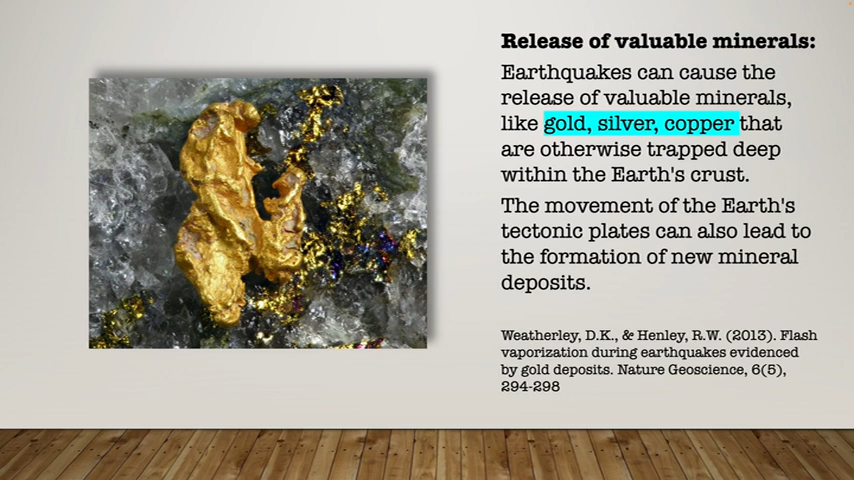 Release of valuable minerals:
Earthquakes can cause the
release of valuable minerals,
like gold, silver, copper that
are otherwise trapped deep
within the Earth's crust.
The movement of the Earth's
tectonic plates can also lead to
the formation of new mineral
deposits.
Weatherley, D.K., & Henley, R.W. (2013). Flash
vaporization during earthquakes evidenced
by gold deposits. Nature Geoscience, 6(5),
294-298